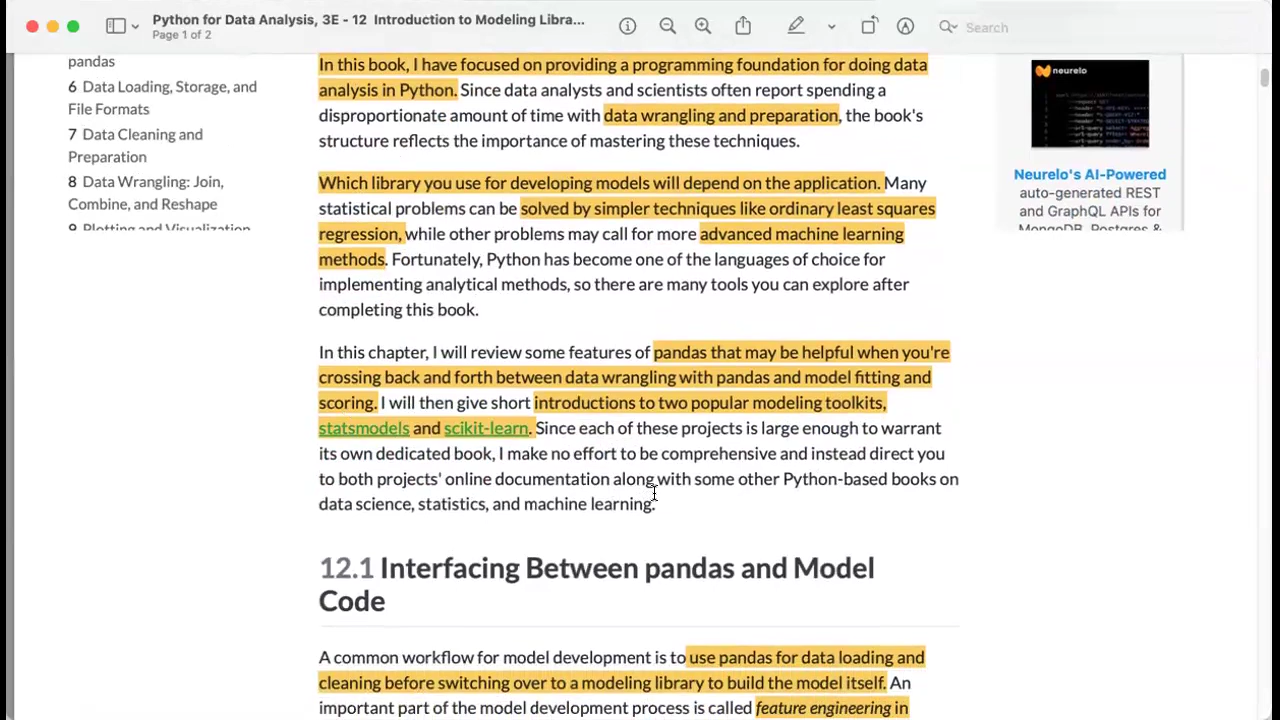 Python for Data Analysis, 3E - 12 Introduction to Modeling Libra...
Page 1 of 2
Search
pandas
6 Data Loading, Storage, and
File Formats
7 Data Cleaning and
Preparation
8 Data Wrangling: Join,
Combine, and Reshape
9 Plotting and Visualization
In this book, I have focused on providing a programming foundation for doing data
analysis in Python. Since data analysts and scientists often report spending a
disproportionate amount of time with data wrangling and preparation, the book's
structure reflects the importance of mastering these techniques.
Which library you use for developing models will depend on the application. Many
statistical problems can be solved by simpler techniques like ordinary least squares
regression, while other problems may call for more advanced machine learning
methods. Fortunately, Python has become one of the languages of choice for
implementing analytical methods, so there are many tools you can explore after
completing this book.
In this chapter, I will review some features of pandas that may be helpful when you're
crossing back and forth between data wrangling with pandas and model fitting and
scoring. I will then give short introductions to two popular modeling toolkits,
statsmodels and scikit-learn. Since each of these projects is large enough to warrant
its own dedicated book, I make no effort to be comprehensive and instead direct you
to both projects' online documentation along with some other Python-based books on
data science, statistics, and machine learning.
12.1 Interfacing Between pandas and Model
Code
A common workflow for model development is to use pandas for data loading and
cleaning before switching over to a modeling library to build the model itself. An
important part of the model development process is called feature engineering in
neurelo
Neurelo's AI-Powered
auto-generated REST
and GraphQL APIs for
MongoDB, Postgres &